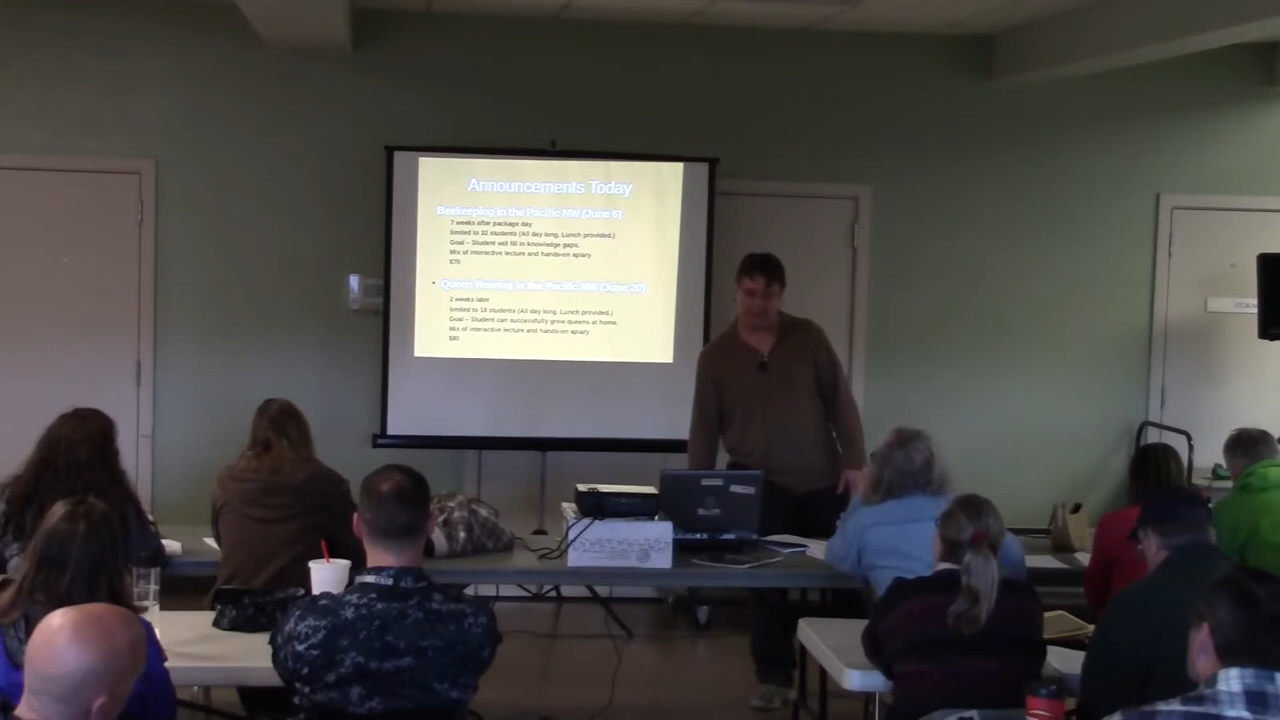 Announcements Today
Beekeeping in the Pacific NW (June 6)
7 weeks after package day
limited to 32 students (All day long. Lunch provided.)
Goal – Student will fill in knowledge gaps.
Mix of interactive lecture and hands-on apiary
$79
• Queen Rearing in the Pacific NW (June 20)
2 weeks later
limited to 16 students (All day long. Lunch provided.)
Goal – Student can successfully grow queens at home.
Mix of interactive lecture and hands-on apiary
$80